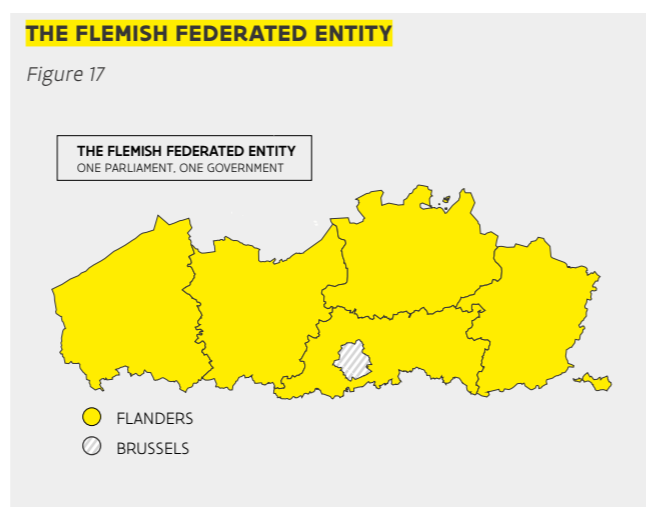 THE FLEMISH FEDERATED ENTITY
Figure 17
THE FLEMISH FEDERATED ENTITY
ONE PARLIAMENT, ONE GOVERNMENT
FLANDERS
BRUSSELS